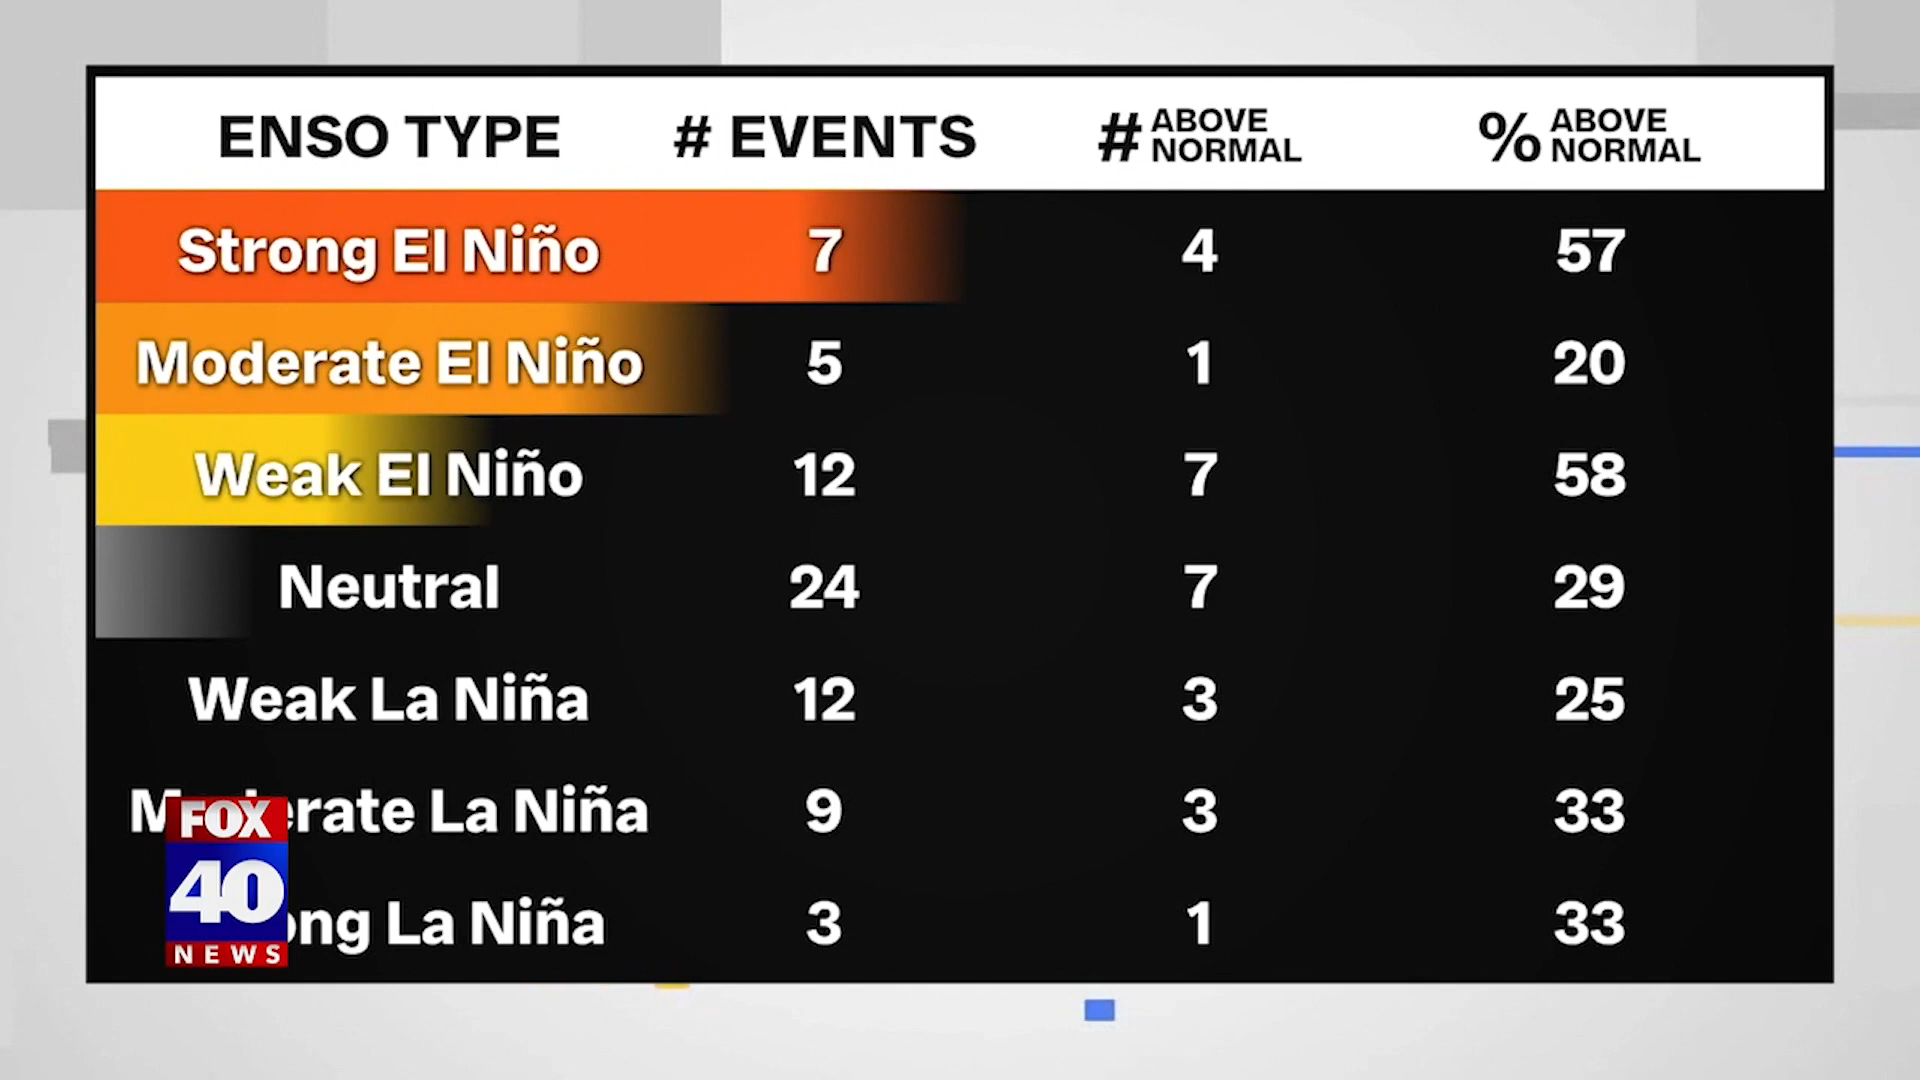 ENSO TYPE # EVENTS # ABOVE NORMAL % ABOVE NORMAL
Strong El Niño 7 4 57
Moderate El Niño 5 1 20
Weak El Niño 12 7 58
Neutral 24 7 29
Weak La Niña 12 3 25
La Niña 9 3 33
La Niña 3 1 33
FOX
40
NEWS